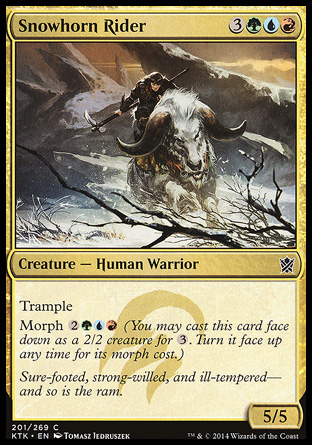 Snowhorn Rider 3
Creature — Human Warrior
Trample
Morph 2 (You may cast this card face
down as a 2/2 creature for 3. Turn it face up
any time for its morph cost.)
Sure-footed, strong-willed, and ill-tempered—
and so is the ram.
5/5
201/269 C
KTK • EN Tomasz Jedruszek
™ & © 2014 Wizards of the Coast